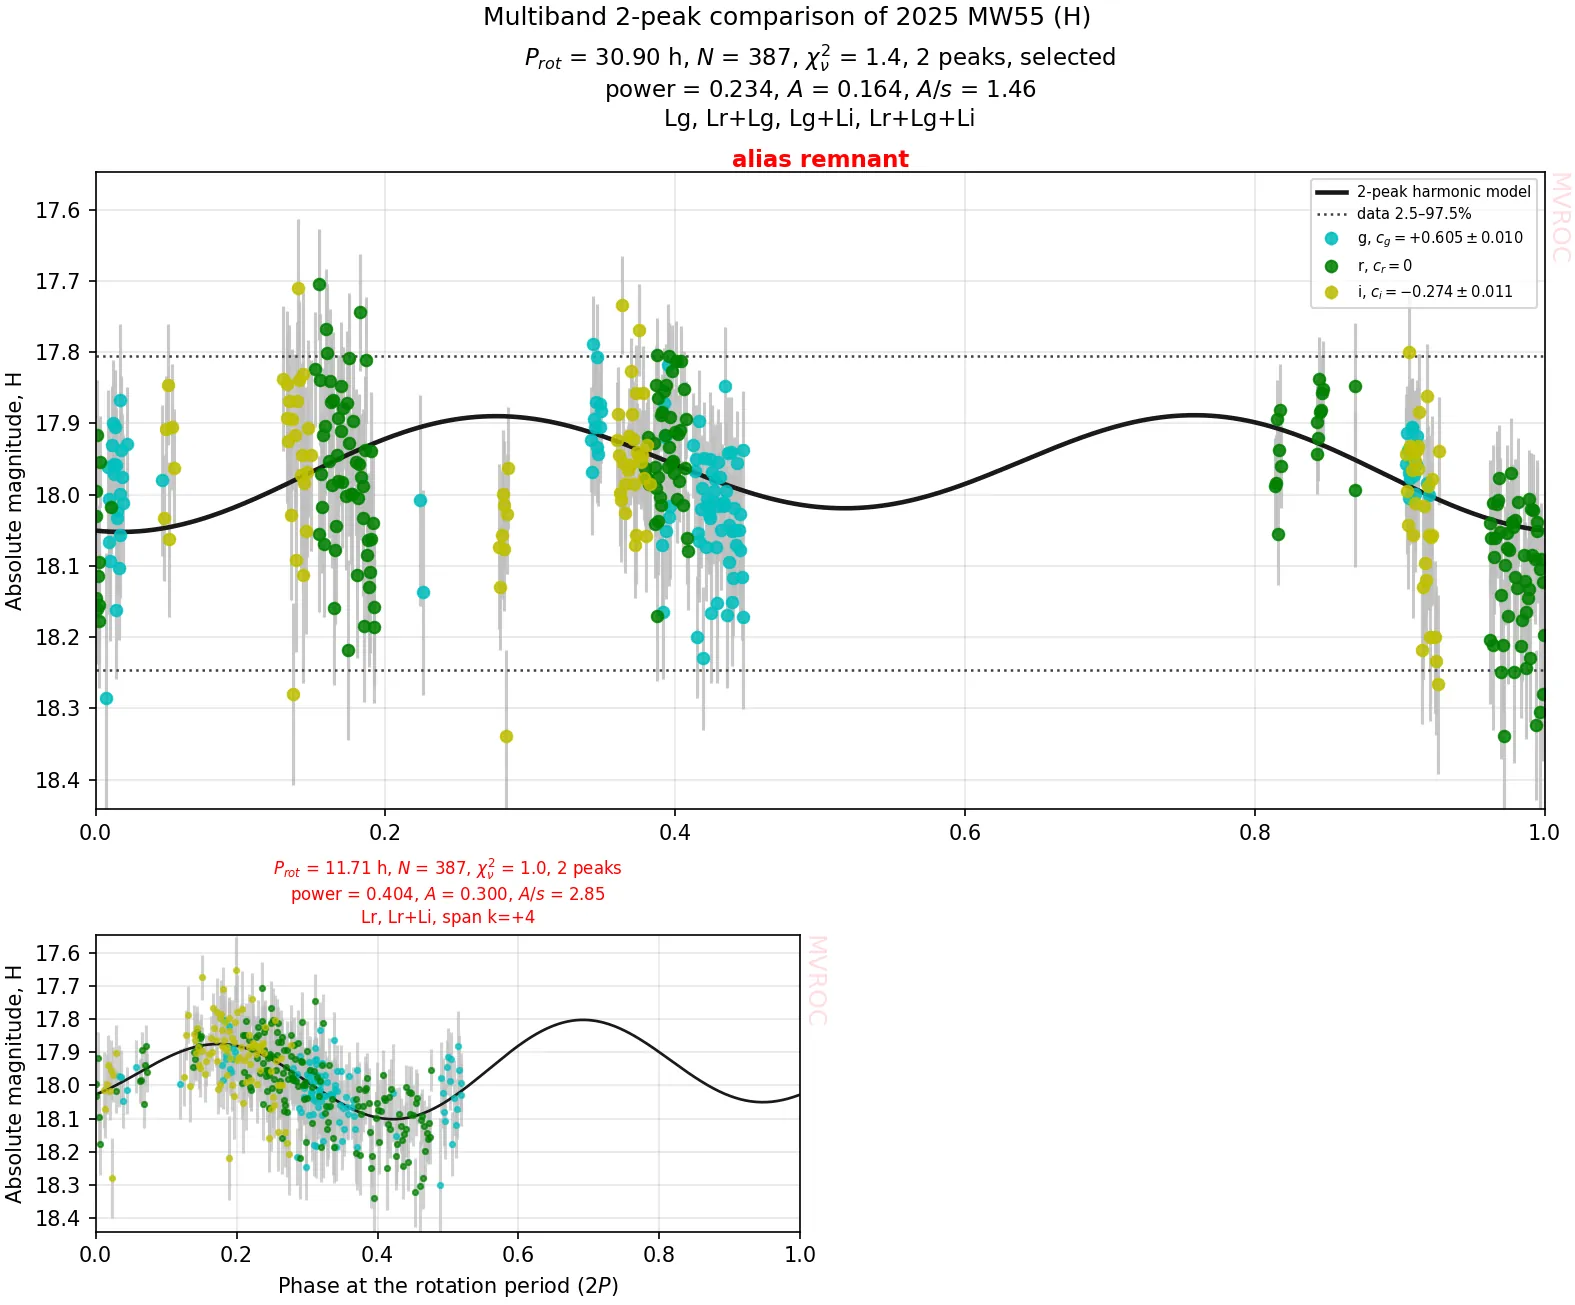 Multiband 2-peak comparison of 2025 MW55 (H)
P_rot = 30.90 h, N = 387, χ²_ν = 1.4, 2 peaks, selected
power = 0.234, A = 0.164, A/s = 1.46
Lg, Lr+Lg, Lg+Li, Lr+Lg+Li
alias remnant
2-peak harmonic model
data 2.5–97.5%
g, c_g = +0.605 ± 0.010
r, c_r = 0
i, c_i = −0.274 ± 0.011
MVROC
Absolute magnitude, H
17.6
17.7
17.8
17.9
18.0
18.1
18.2
18.3
18.4
0.0 0.2 0.4 0.6 0.8 1.0
P_rot = 11.71 h, N = 387, χ²_ν = 1.0, 2 peaks
power = 0.404, A = 0.300, A/s = 2.85
Lr, Lr+Li, span k=+4
MVROC
Absolute magnitude, H
17.6
17.7
17.8
17.9
18.0
18.1
18.2
18.3
18.4
0.0 0.2 0.4 0.6 0.8 1.0
Phase at the rotation period (2P)